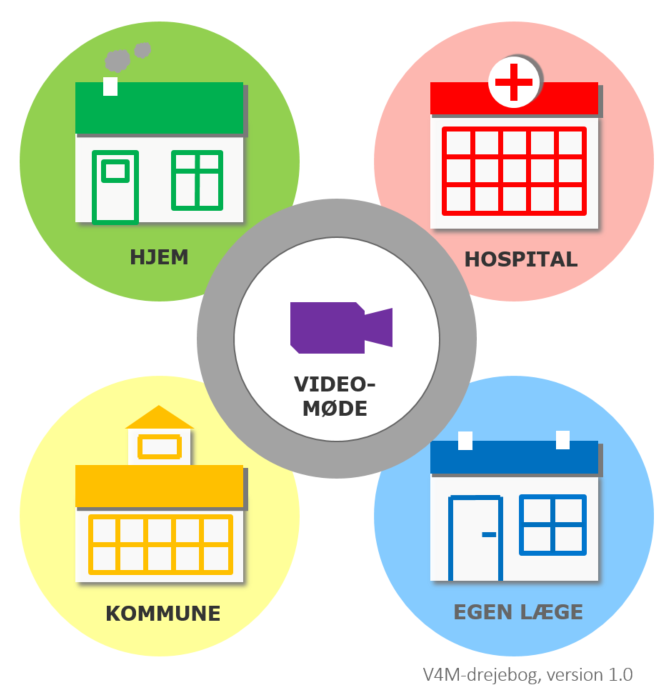 HJEM
HOSPITAL
VIDEO-
MØDE
KOMMUNE
EGEN LÆGE
V4M-drejebog, version 1.0